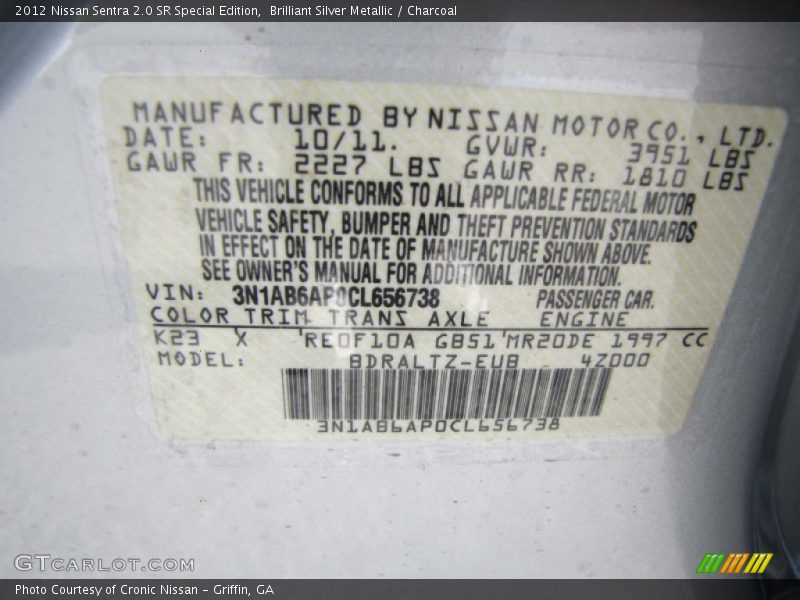 2012 Nissan Sentra 2.0 SR Special Edition, Brilliant Silver Metallic / Charcoal
MANUFACTURED BY NISSAN MOTOR CO., LTD.
DATE: 10/11. GVWR: 3951 LBS
GAWR FR: 2227 LBS GAWR RR: 1810 LBS
THIS VEHICLE CONFORMS TO ALL APPLICABLE FEDERAL MOTOR
VEHICLE SAFETY, BUMPER AND THEFT PREVENTION STANDARDS
IN EFFECT ON THE DATE OF MANUFACTURE SHOWN ABOVE.
SEE OWNER'S MANUAL FOR ADDITIONAL INFORMATION.
VIN: 3N1AB6AP0CL656738 PASSENGER CAR.
COLOR TRIM TRANS AXLE ENGINE
K23 X RE0F10A GB51 MR20DE 1997 CC
MODEL: BDRALTZ-EUB 4Z000
3N1AB6AP0CL656738
GTCARLOT.COM
Photo Courtesy of Cronic Nissan - Griffin, GA